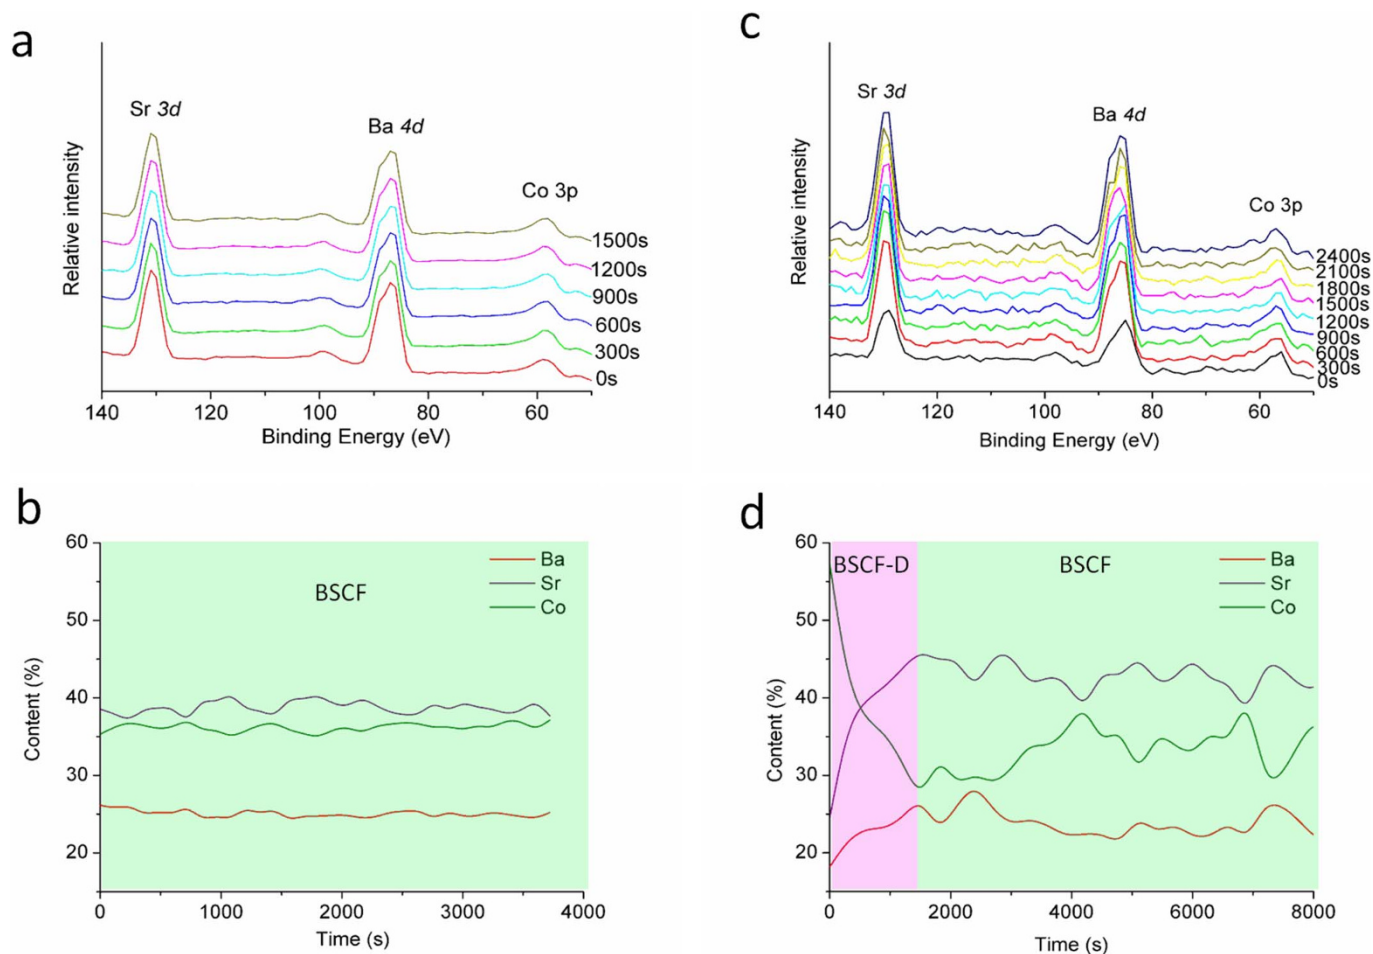 a
Relative intensity
Sr 3d
Ba 4d
Co 3p
1500s
1200s
900s
600s
300s
0s
140 120 100 80 60
Binding Energy (eV)
c
Relative intensity
Sr 3d
Ba 4d
Co 3p
2400s
2100s
1800s
1500s
1200s
900s
600s
300s
0s
140 120 100 80 60
Binding Energy (eV)
b
Content (%)
60
50
40
30
20
BSCF
Ba
Sr
Co
0 1000 2000 3000 4000
Time (s)
d
Content (%)
60
50
40
30
20
BSCF-D
BSCF
Ba
Sr
Co
0 2000 4000 6000 8000
Time (s)